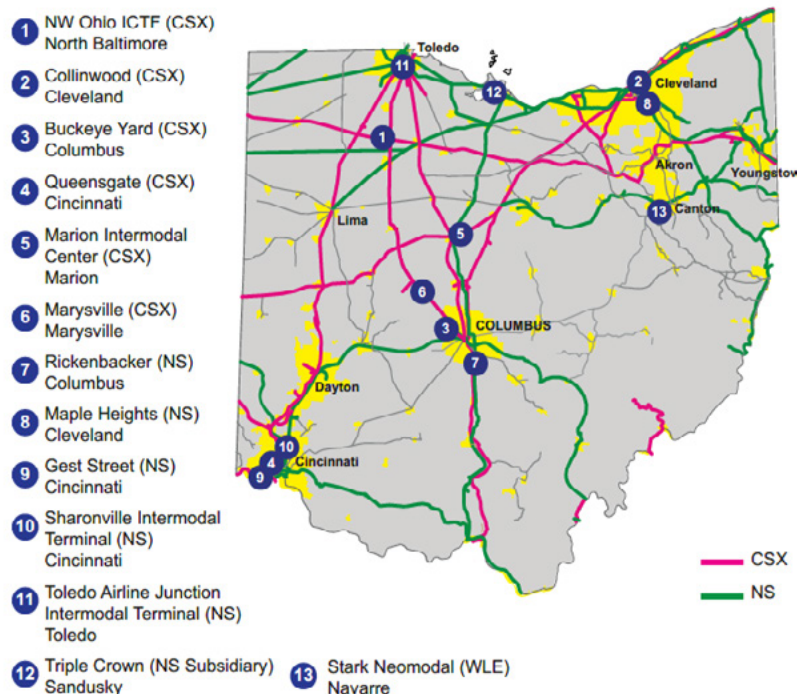 1 NW Ohio ICTF (CSX)
North Baltimore
2 Collinwood (CSX)
Cleveland
3 Buckeye Yard (CSX)
Columbus
4 Queensgate (CSX)
Cincinnati
5 Marion Intermodal
Center (CSX)
Marion
6 Marysville (CSX)
Marysville
7 Rickenbacker (NS)
Columbus
8 Maple Heights (NS)
Cleveland
9 Gest Street (NS)
Cincinnati
10 Sharonville Intermodal
Terminal (NS)
Cincinnati
11 Toledo Airline Junction
Intermodal Terminal (NS)
Toledo
12 Triple Crown (NS Subsidiary)
Sandusky
13 Stark Neomodal (WLE)
Navarre
Toledo
11
12
2
Cleveland
8
1
Akron
Youngstow
Lima
13
Canton
5
6
3
COLUMBUS
7
Dayton
10
4
Cincinnati
9
CSX
NS